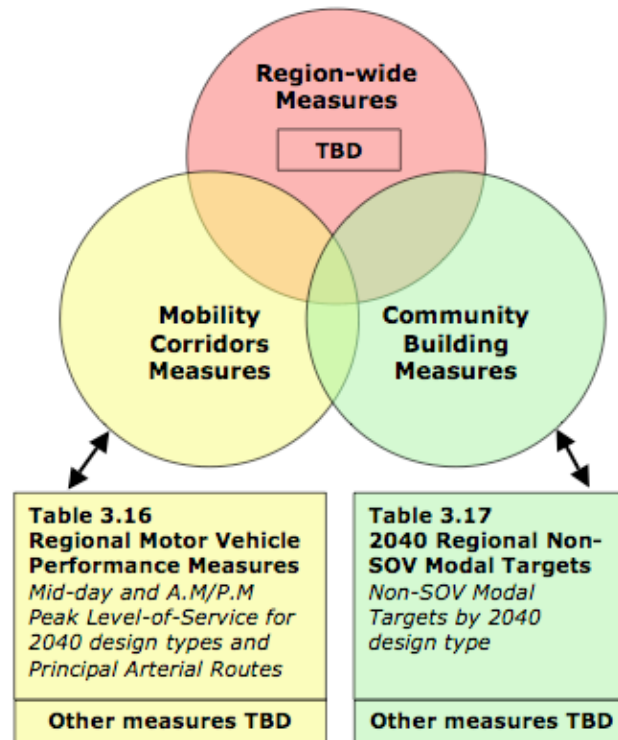 Region-wide
Measures
TBD
Mobility
Corridors
Measures
Community
Building
Measures
Table 3.16
Regional Motor Vehicle
Performance Measures
Mid-day and A.M/P.M
Peak Level-of-Service for
2040 design types and
Principal Arterial Routes
Other measures TBD
Table 3.17
2040 Regional Non-
SOV Modal Targets
Non-SOV Modal
Targets by 2040
design type
Other measures TBD